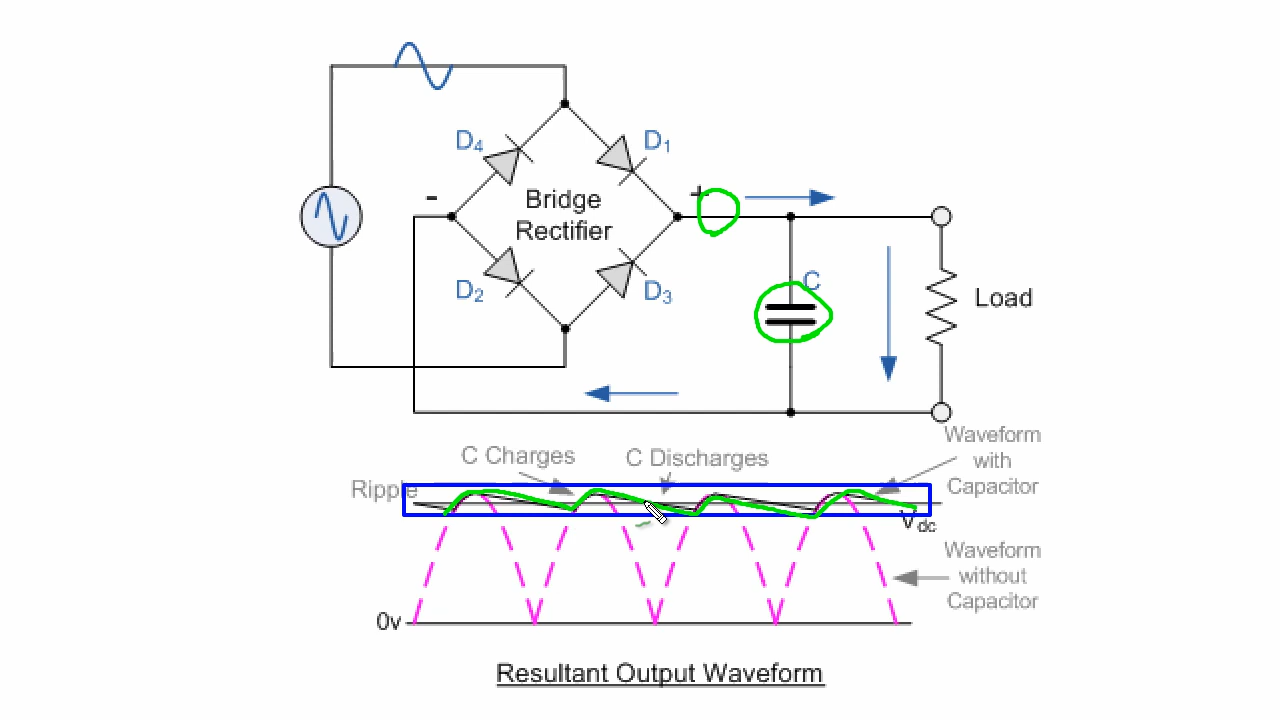 D4
D1
-
+
Bridge
Rectifier
D2
D3
C
Load
Waveform
with
Capacitor
C Charges
C Discharges
Ripple
Vdc
Waveform
without
Capacitor
0v
Resultant Output Waveform